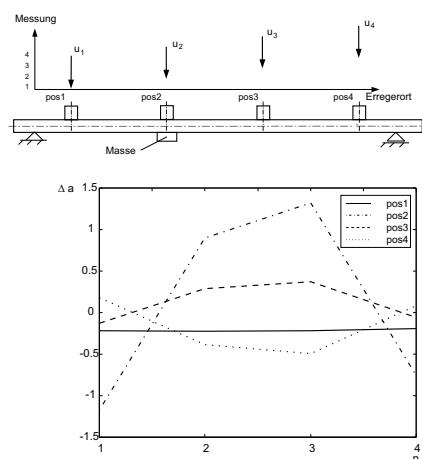 Messung
u1
u2
u3
u4
4
3
2
1
pos1
pos2
pos3
pos4
Erregerort
Masse
Δ a
1.5
1
0.5
0
-0.5
-1
-1.5
pos1
pos2
pos3
pos4
1
2
3
4
n